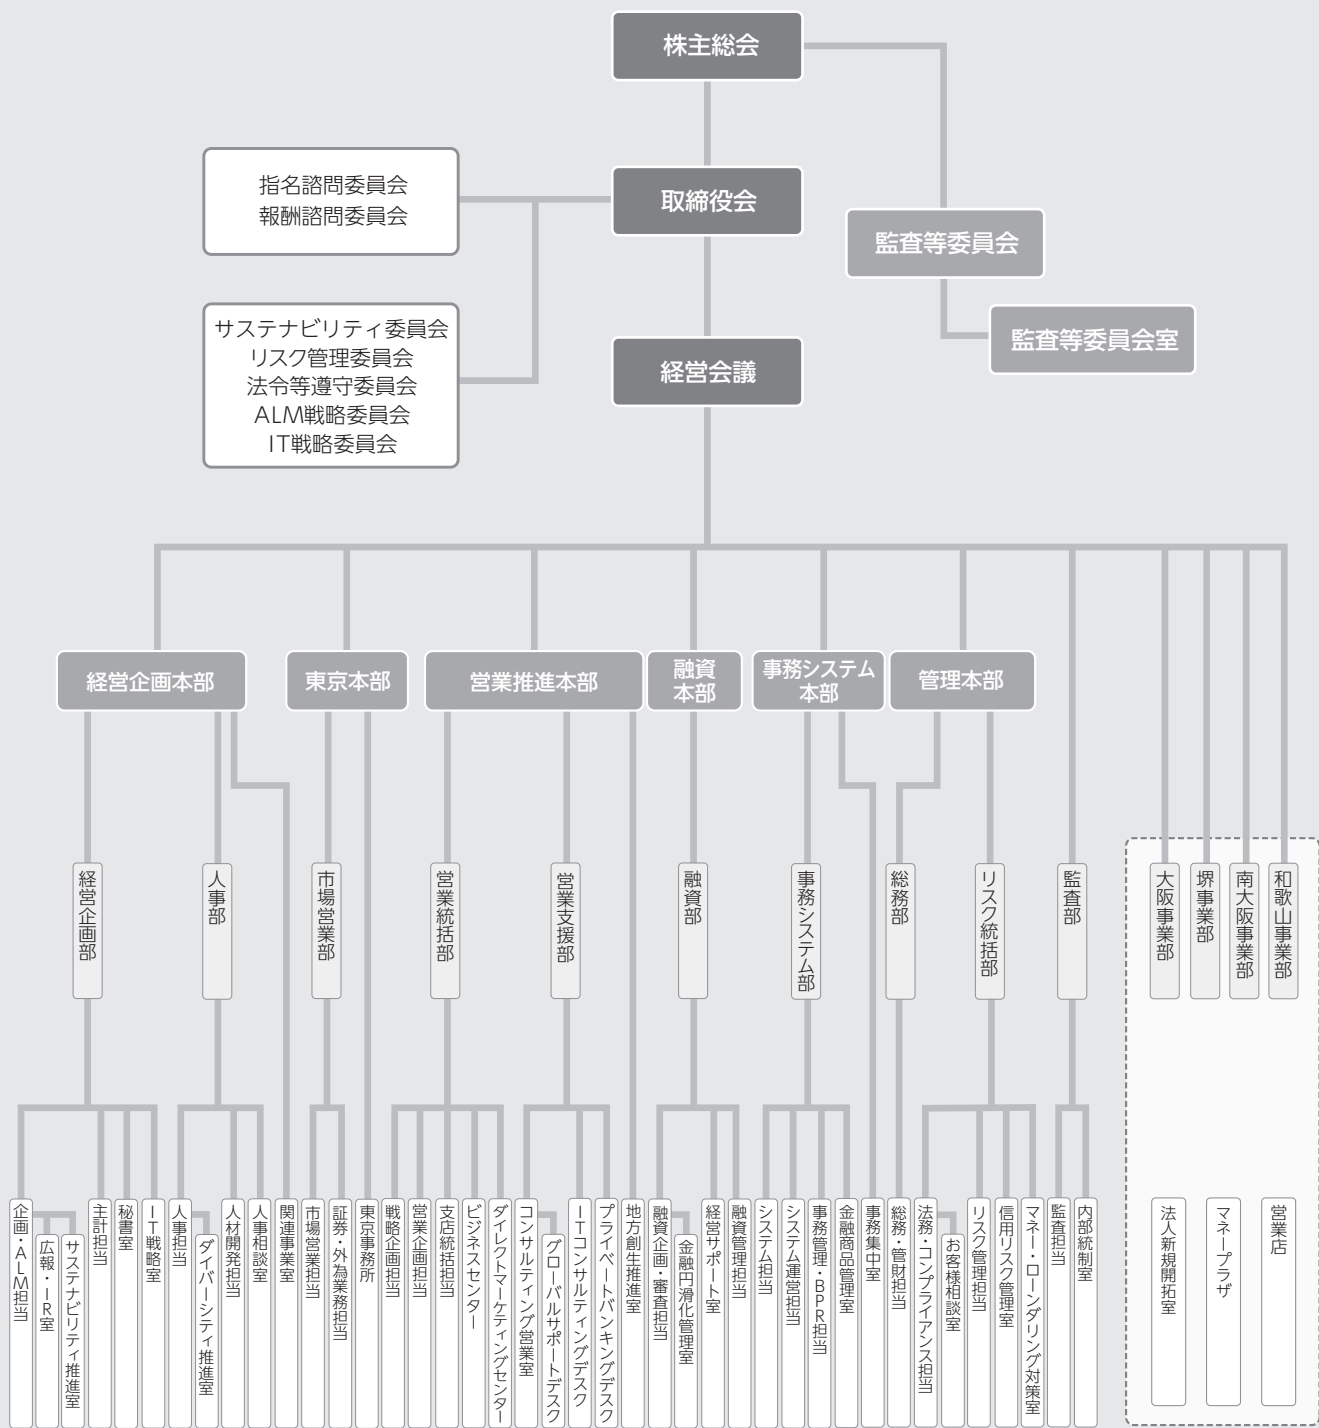 株主総会
指名諮問委員会
報酬諮問委員会
取締役会
監査等委員会
サステナビリティ委員会
リスク管理委員会
法令等遵守委員会
ALM戦略委員会
IT戦略委員会
経営会議
監査等委員会室
経営企画本部
東京本部
営業推進本部
融資
本部
事務システム
本部
管理本部
経営企画部
人事部
市場営業部
営業統括部
営業支援部
融資部
事務システム部
総務部
リスク統括部
監査部
大阪事業部
堺事業部
南大阪事業部
和歌山事業部
企画・ALM担当
広報・IR室
サステナビリティ推進室
主計担当
秘書室
IT戦略室
人事担当
ダイバーシティ推進室
人材開発担当
人事相談室
関連事業室
市場営業担当
証券・外為業務担当
東京事務所
戦略企画担当
営業企画担当
支店統括担当
ビジネスセンター
ダイレクトマーケティングセンター
コンサルティング営業室
グローバルサポートデスク
ITコンサルティングデスク
プライベートバンキングデスク
地方創生推進室
融資企画・審査担当
金融円滑化管理室
経営サポート室
融資管理担当
システム担当
システム運営担当
事務管理・BPR担当
金融商品管理室
事務集中室
総務・管財担当
法務・コンプライアンス担当
お客様相談室
リスク管理担当
信用リスク管理室
マネー・ローンダリング対策室
監査担当
内部統制室
法人新規開拓室
マネープラザ
営業店